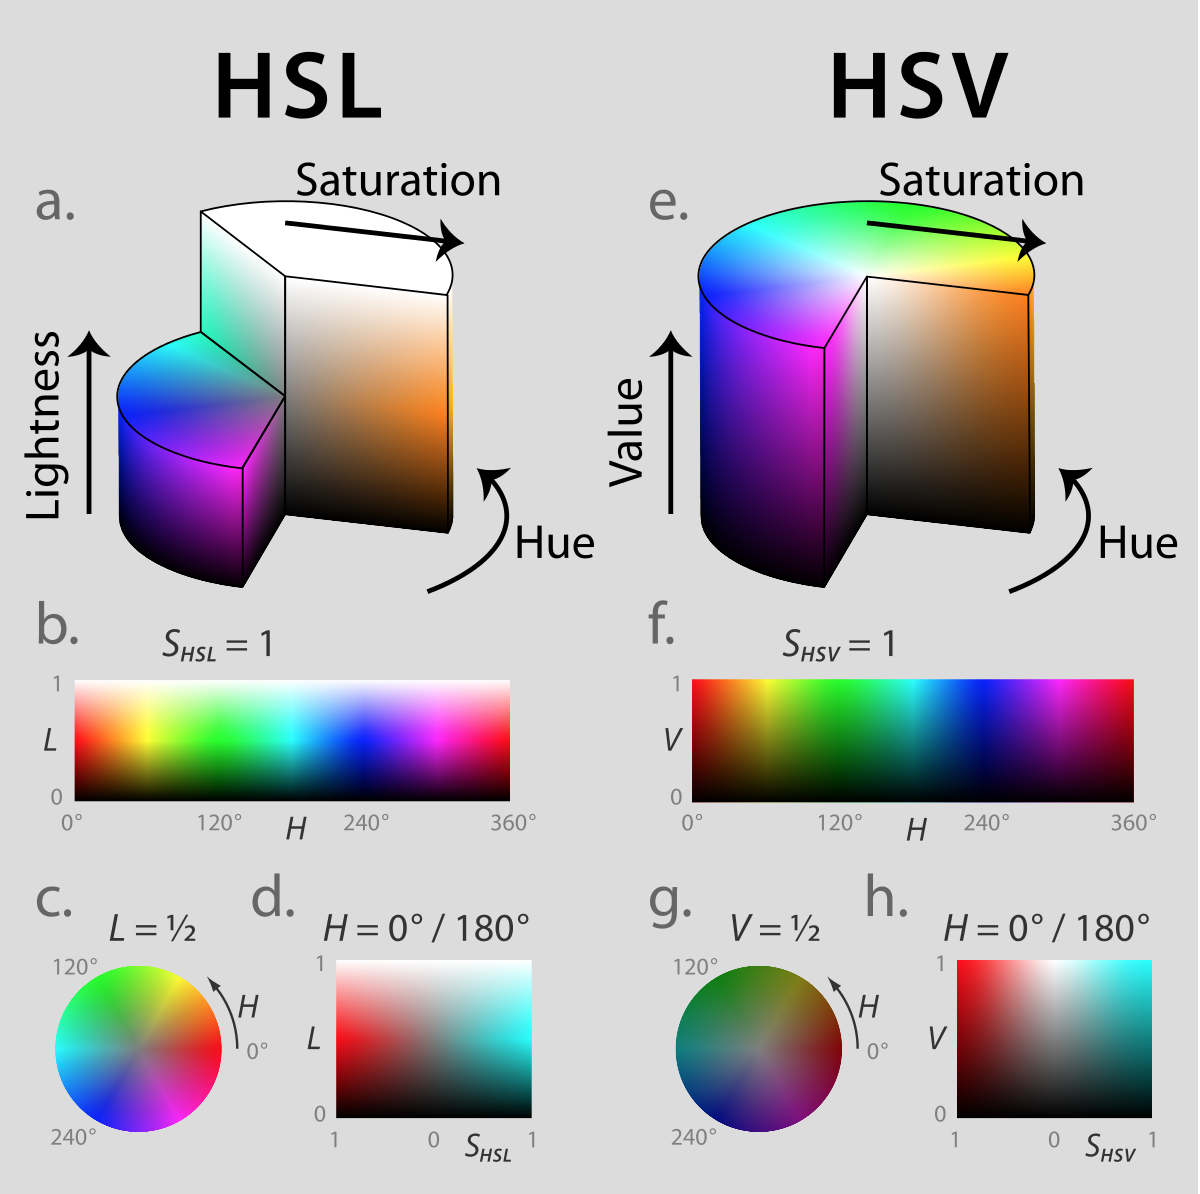 HSL
HSV
a.
Saturation
Lightness
Hue
e.
Saturation
Value
Hue
b.
S_HSL = 1
1
L
0
0° 120° H 240° 360°
f.
S_HSV = 1
1
V
0
0° 120° H 240° 360°
c.
L = ½
120°
H
0°
240°
d.
H = 0° / 180°
1
L
0
1 0 S_HSL 1
g.
V = ½
120°
H
0°
240°
h.
H = 0° / 180°
1
V
0
1 0 S_HSV 1